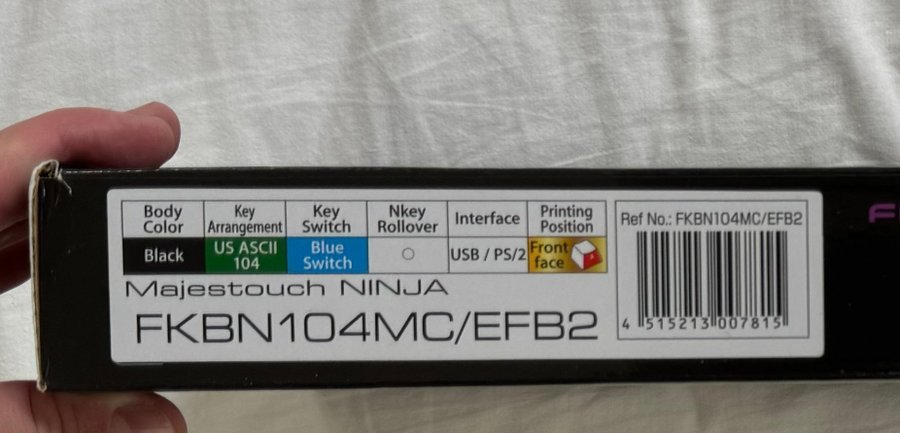 Body Color
Key Arrangement
Key Switch
Nkey Rollover
Interface
Printing Position
Black
US ASCII 104
Blue Switch
○
USB / PS/2
Front face
Majestouch NINJA
FKBN104MC/EFB2
Ref No.: FKBN104MC/EFB2
4 515213 007815
F